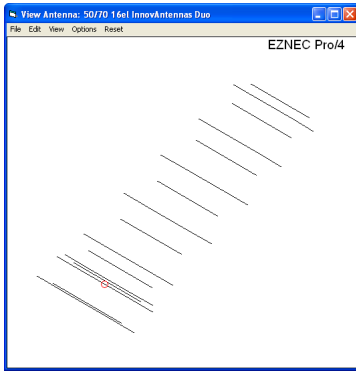 View Antenna: 50/70 16el InnovAntennas Duo
File Edit View Options Reset
EZNEC Pro/4